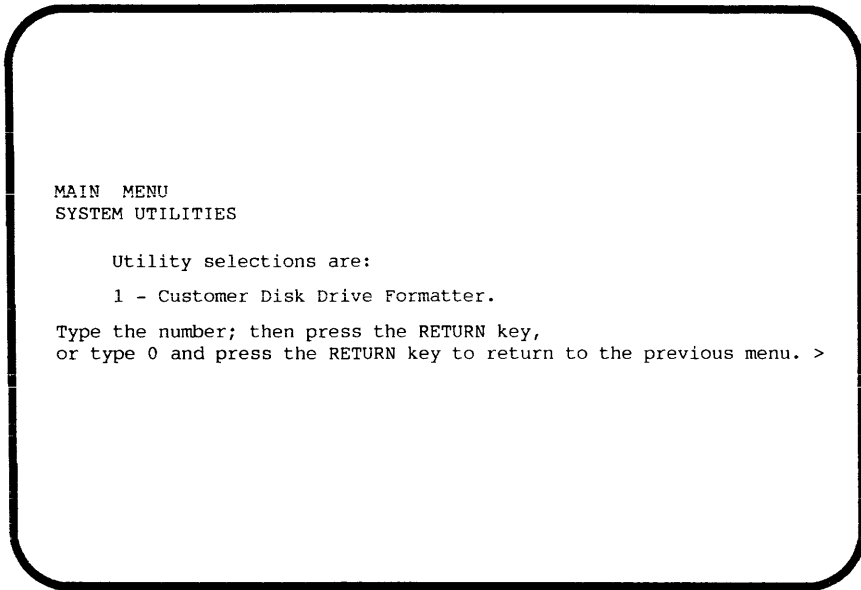 MAIN MENU
SYSTEM UTILITIES
Utility selections are:
1 - Customer Disk Drive Formatter.
Type the number; then press the RETURN key,
or type 0 and press the RETURN key to return to the previous menu. >